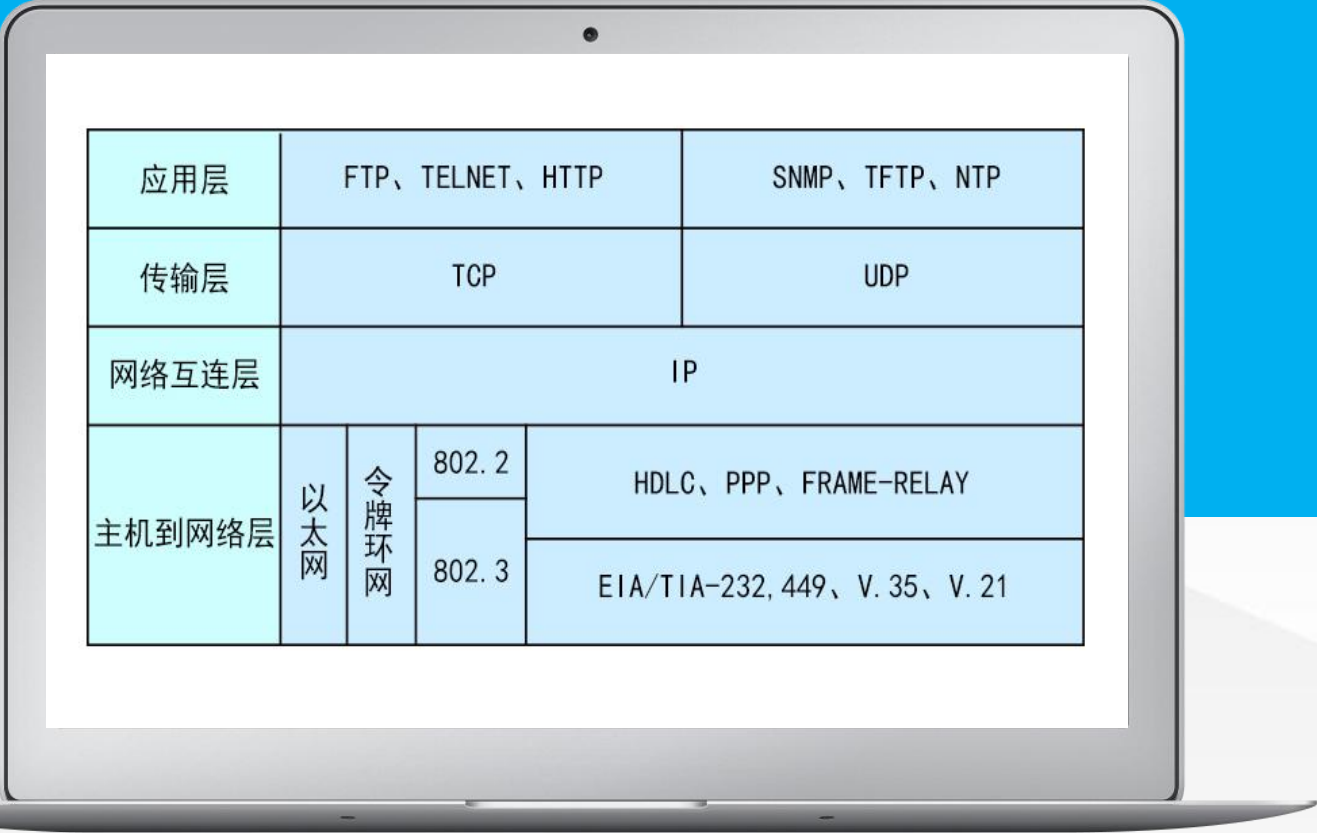 应用层
FTP、TELNET、HTTP
SNMP、TFTP、NTP
传输层
TCP
UDP
网络互连层
IP
主机到网络层
以太网
令牌环网
802.2
802.3
HDLC、PPP、FRAME-RELAY
EIA/TIA-232,449、V.35、V.21